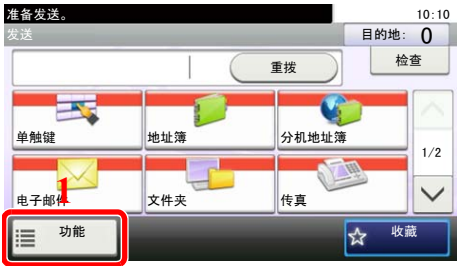 准备发送。 10:10
发送 目的地: 0
重拨 检查
单触键 地址簿 分机地址簿
1/2
电子邮件 文件夹 传真
1
功能 收藏